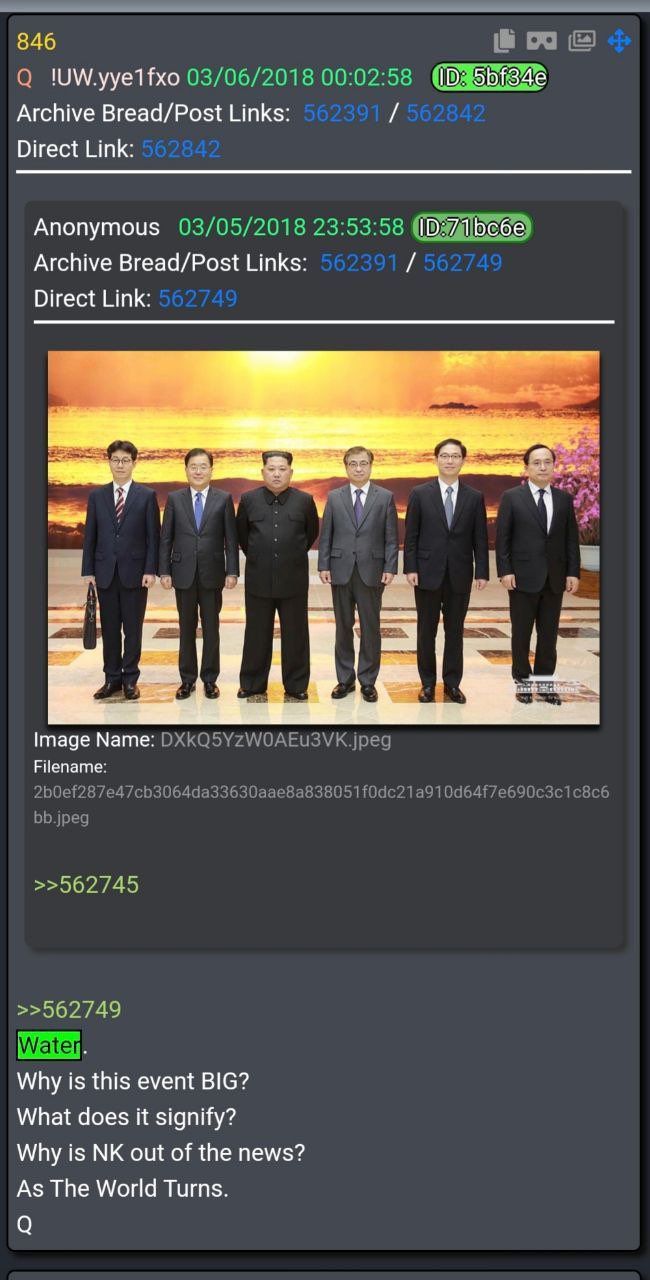 846
Q !UW.yye1fxo 03/06/2018 00:02:58 ID: 5bf34e
Archive Bread/Post Links: 562391 / 562842
Direct Link: 562842
Anonymous 03/05/2018 23:53:58 ID:71bc6e
Archive Bread/Post Links: 562391 / 562749
Direct Link: 562749
Image Name: DXkQ5YzW0AEu3VK.jpeg
Filename:
2b0ef287e47cb3064da33630aae8a838051f0dc21a910d64f7e690c3c1c8c6
bb.jpeg
>>562745
>>562749
Water.
Why is this event BIG?
What does it signify?
Why is NK out of the news?
As The World Turns.
Q